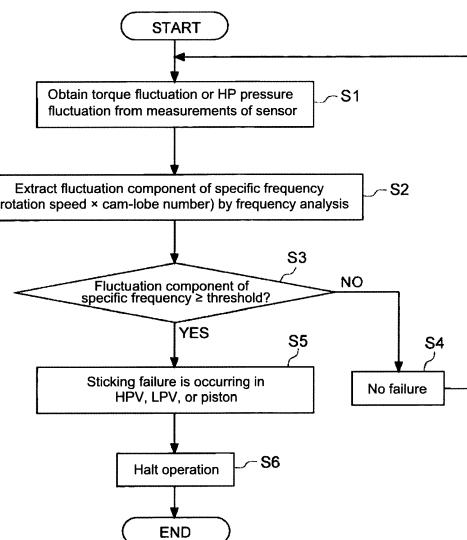 START
Obtain torque fluctuation or HP pressure
fluctuation from measurements of sensor
S1
Extract fluctuation component of specific frequency
rotation speed × cam-lobe number) by frequency analysis
S2
S3
Fluctuation component of
specific frequency ≥ threshold?
NO
YES
S4
No failure
S5
Sticking failure is occurring in
HPV, LPV, or piston
Halt operation
S6
END